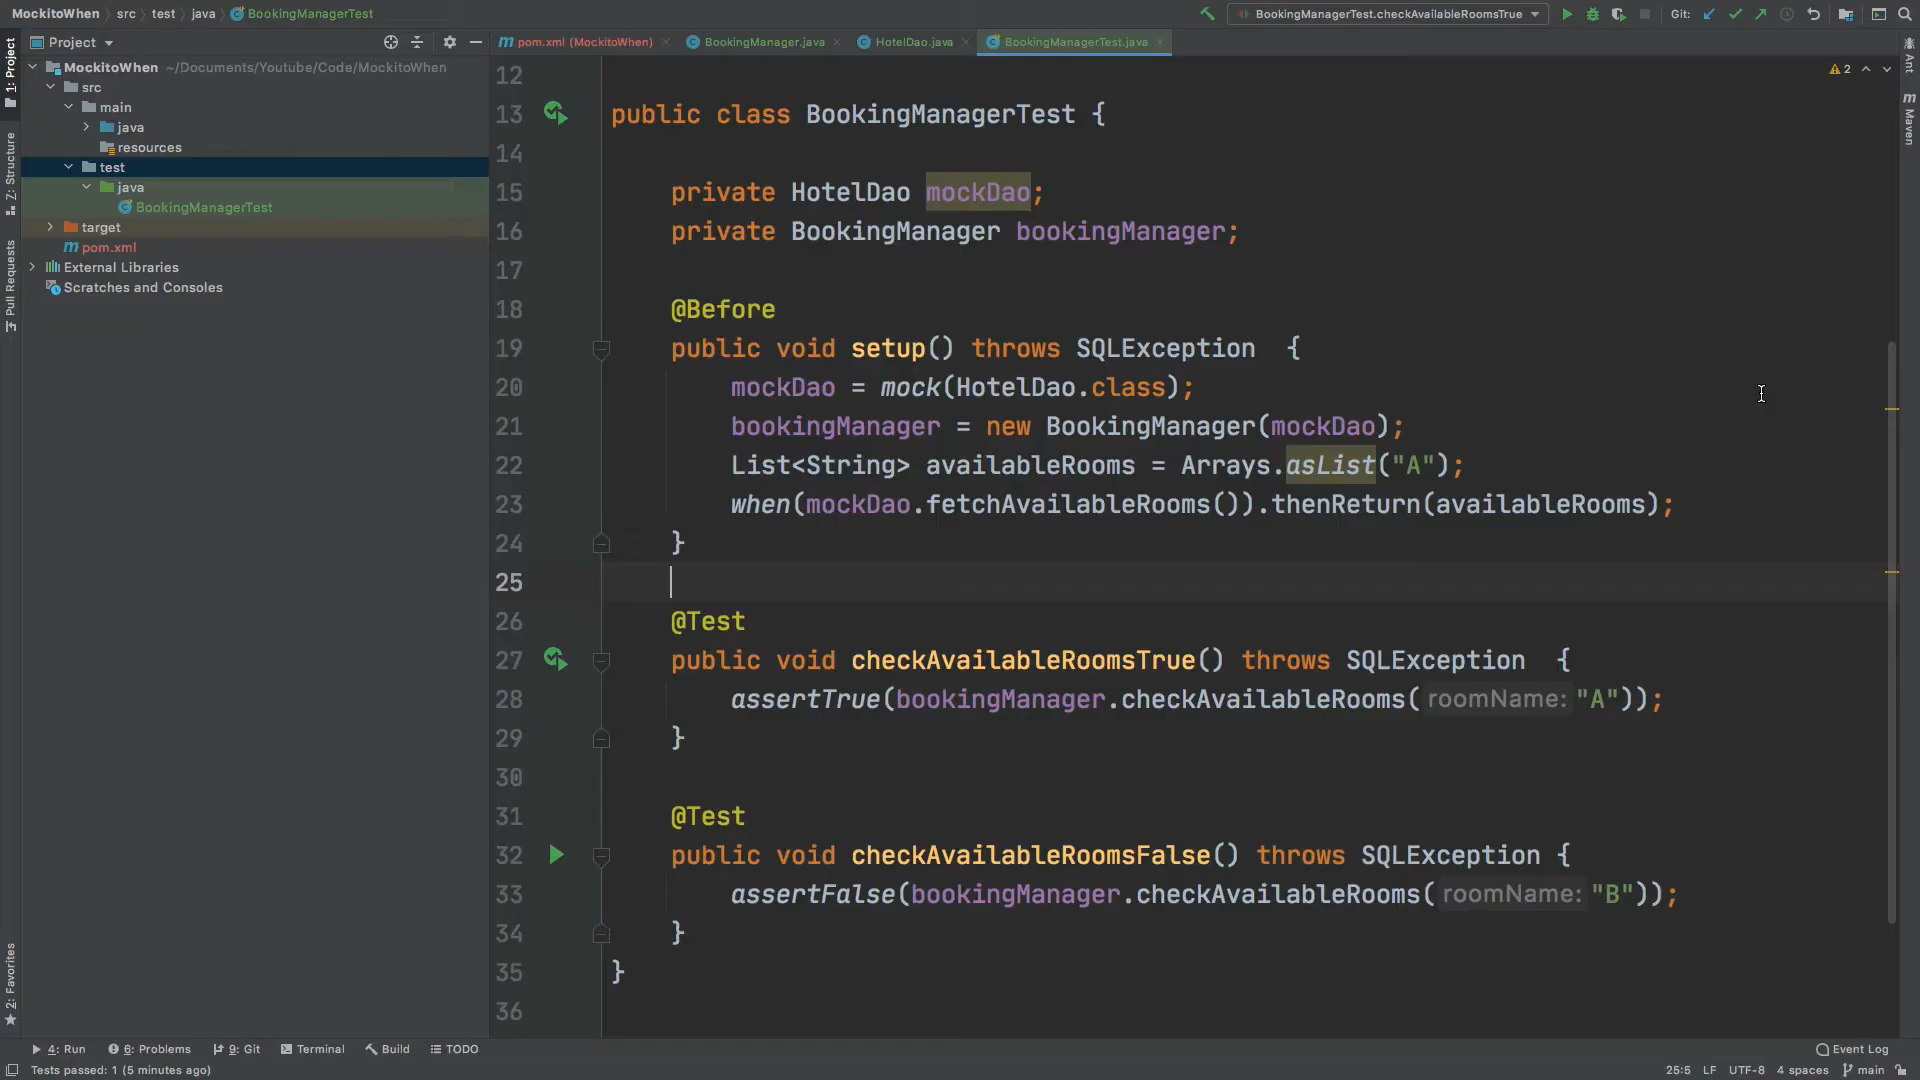 MockitoWhen src test java BookingManagerTest
BookingManagerTest.checkAvailableRoomsTrue Git:
Project
pom.xml (MockitoWhen) BookingManager.java HotelDao.java BookingManagerTest.java
MockitoWhen ~/Documents/Youtube/Code/MockitoWhen
src
main
java
resources
test
java
BookingManagerTest
target
pom.xml
External Libraries
Scratches and Consoles
1: Project
Z: Structure
Pull Requests
2: Favorites
2
12
13 public class BookingManagerTest {
14
15 private HotelDao mockDao;
16 private BookingManager bookingManager;
17
18 @Before
19 public void setup() throws SQLException {
20 mockDao = mock(HotelDao.class);
21 bookingManager = new BookingManager(mockDao);
22 List<String> availableRooms = Arrays.asList("A");
23 when(mockDao.fetchAvailableRooms()).thenReturn(availableRooms);
24 }
25
26 @Test
27 public void checkAvailableRoomsTrue() throws SQLException {
28 assertTrue(bookingManager.checkAvailableRooms( roomName: "A"));
29 }
30
31 @Test
32 public void checkAvailableRoomsFalse() throws SQLException {
33 assertFalse(bookingManager.checkAvailableRooms( roomName: "B"));
34 }
35 }
36
Ant
m Maven
4: Run 6: Problems 9: Git Terminal Build TODO Event Log
Tests passed: 1 (5 minutes ago) 25:5 LF UTF-8 4 spaces main